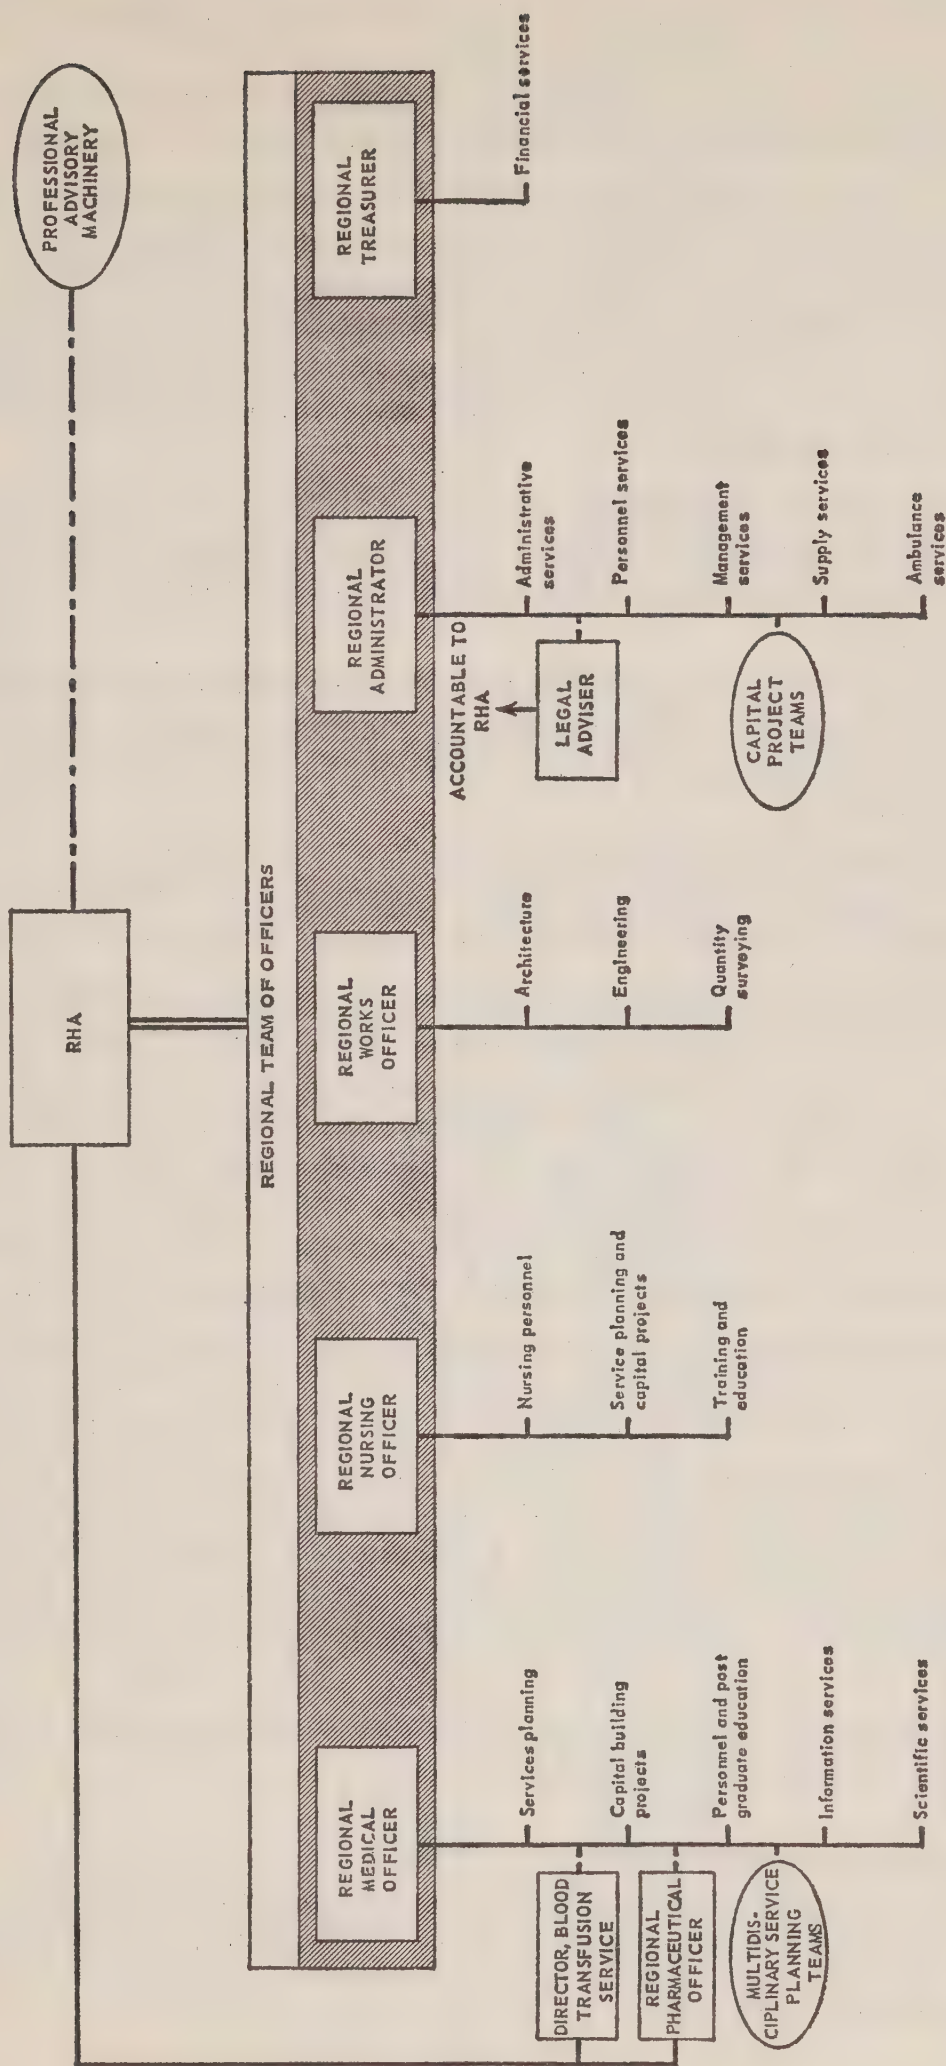 RHA
PROFESSIONAL
ADVISORY
MACHINERY
REGIONAL TEAM OF OFFICERS
REGIONAL
MEDICAL
OFFICER
REGIONAL
NURSING
OFFICER
REGIONAL
WORKS
OFFICER
REGIONAL
ADMINISTRATOR
REGIONAL
TREASURER
Services planning
Capital building
projects
Personnel and post
graduate education
Information services
Scientific services
DIRECTOR, BLOOD
TRANSFUSION
SERVICE
REGIONAL
PHARMACEUTICAL
OFFICER
MULTIDIS-
CIPLINARY SERVICE
PLANNING
TEAMS
Nursing personnel
Service planning and
capital projects
Training and
education
Architecture
Engineering
Quantity
surveying
ACCOUNTABLE TO
RHA
LEGAL
ADVISER
CAPITAL
PROJECT
TEAMS
Administrative
services
Personnel services
Management
services
Supply services
Ambulance
services
Financial services